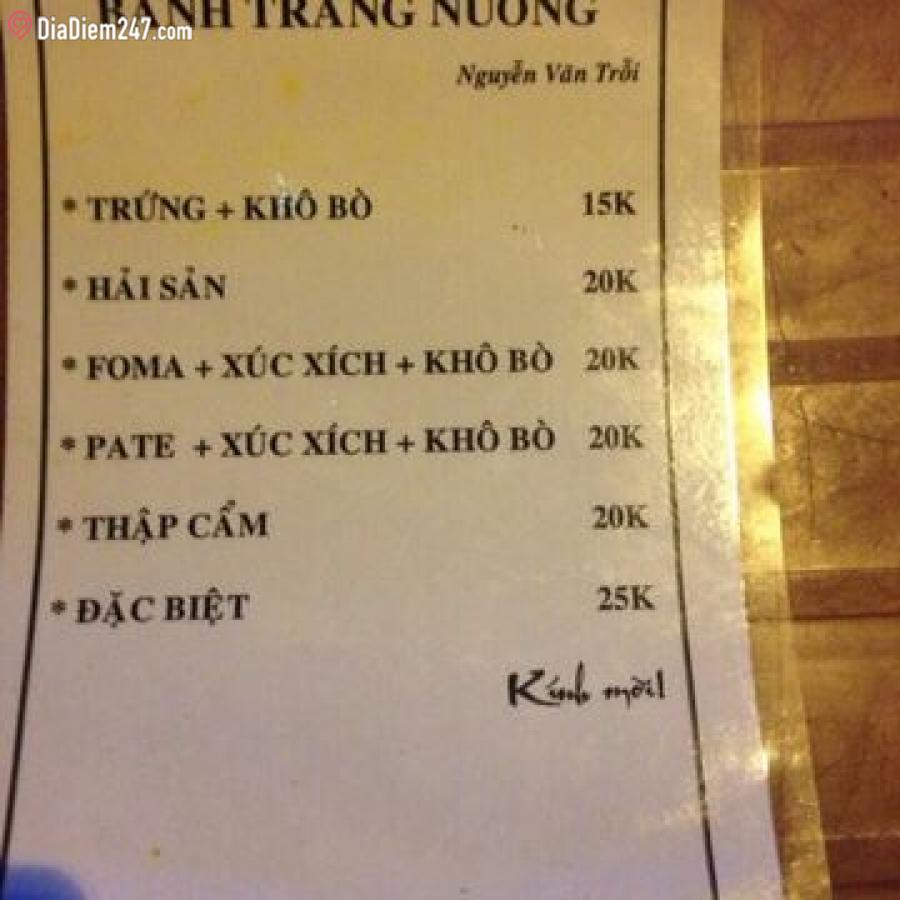 DiaDiem247.com
BÁNH TRÁNG NƯỚNG
Nguyễn Văn Trỗi
* TRỨNG + KHÔ BÒ 15K
* HẢI SẢN 20K
* FOMA + XÚC XÍCH + KHÔ BÒ 20K
* PATE + XÚC XÍCH + KHÔ BÒ 20K
* THẬP CẨM 20K
* ĐẶC BIỆT 25K
Kính mời!